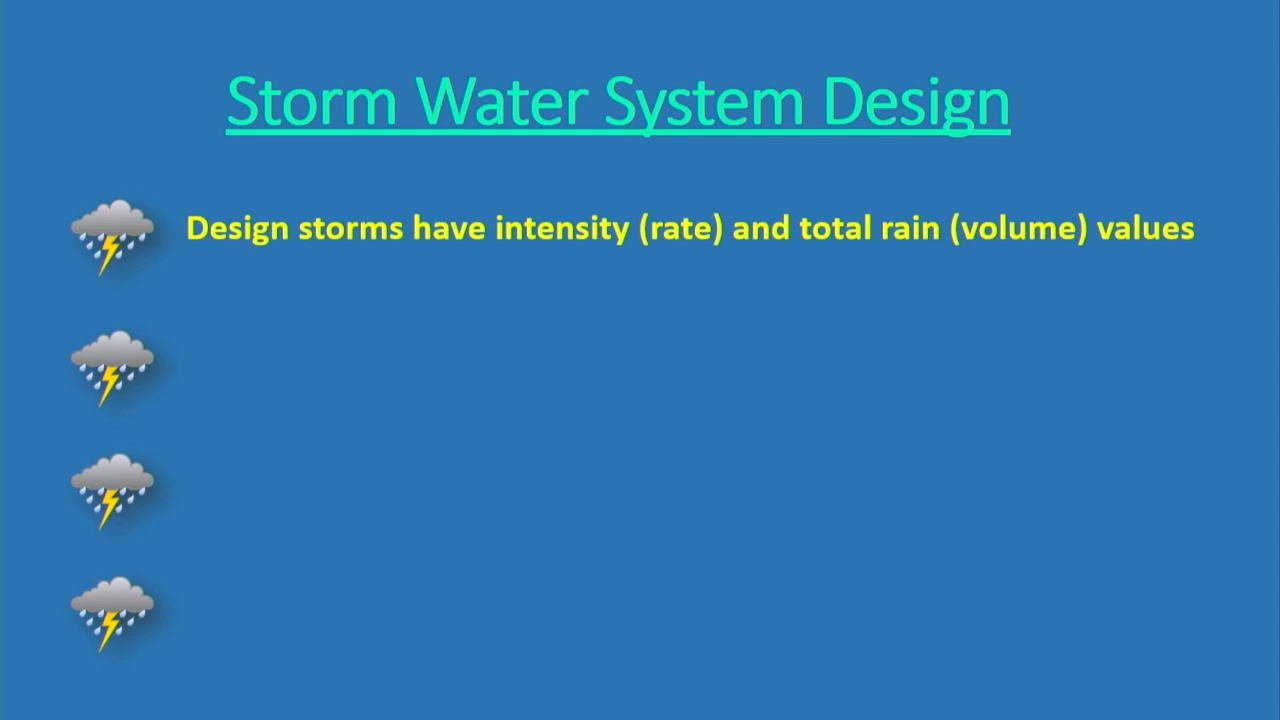 Storm Water System Design
Design storms have intensity (rate) and total rain (volume) values